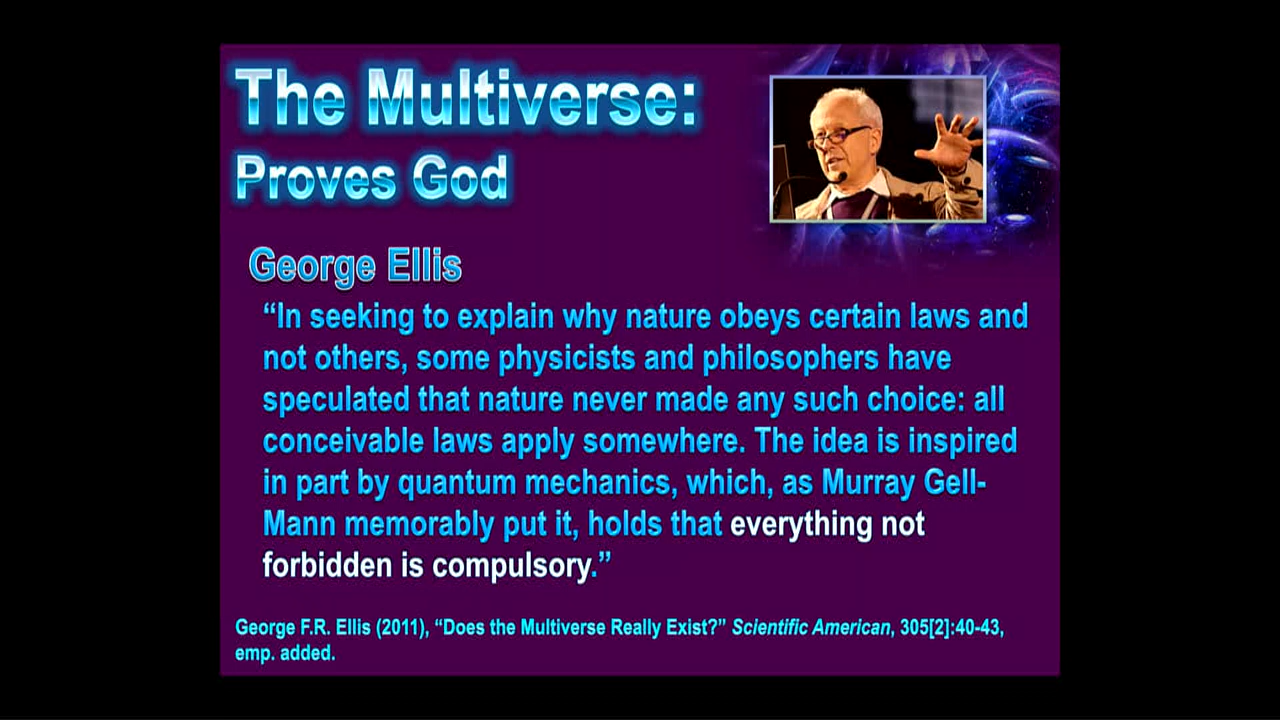 The Multiverse:
Proves God
George Ellis
“In seeking to explain why nature obeys certain laws and
not others, some physicists and philosophers have
speculated that nature never made any such choice: all
conceivable laws apply somewhere. The idea is inspired
in part by quantum mechanics, which, as Murray Gell-
Mann memorably put it, holds that everything not
forbidden is compulsory.”
George F.R. Ellis (2011), “Does the Multiverse Really Exist?” Scientific American, 305[2]:40-43,
emp. added.